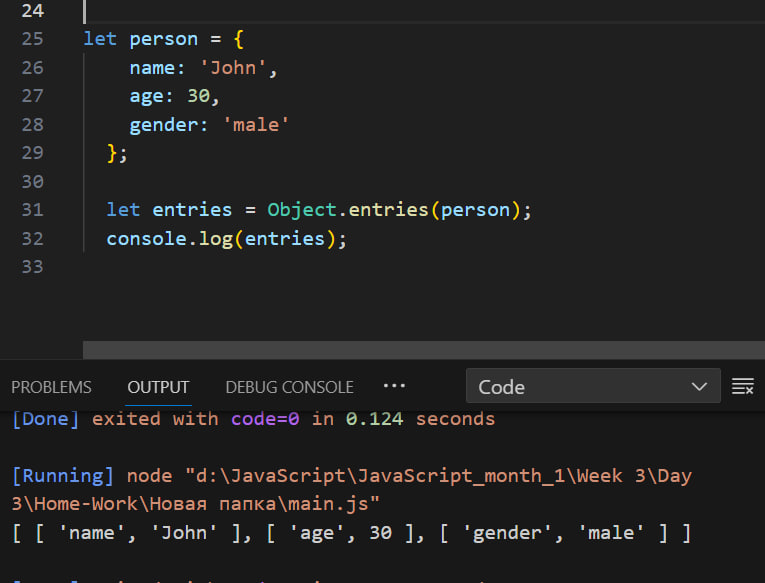 24
25 let person = {
26 name: 'John',
27 age: 30,
28 gender: 'male'
29 };
30
31 let entries = Object.entries(person);
32 console.log(entries);
33
PROBLEMS OUTPUT DEBUG CONSOLE ··· Code
[Done] exited with code=0 in 0.124 seconds
[Running] node "d:\JavaScript\JavaScript_month_1\Week 3\Day
3\Home-Work\Новая папка\main.js"
[ [ 'name', 'John' ], [ 'age', 30 ], [ 'gender', 'male' ] ]